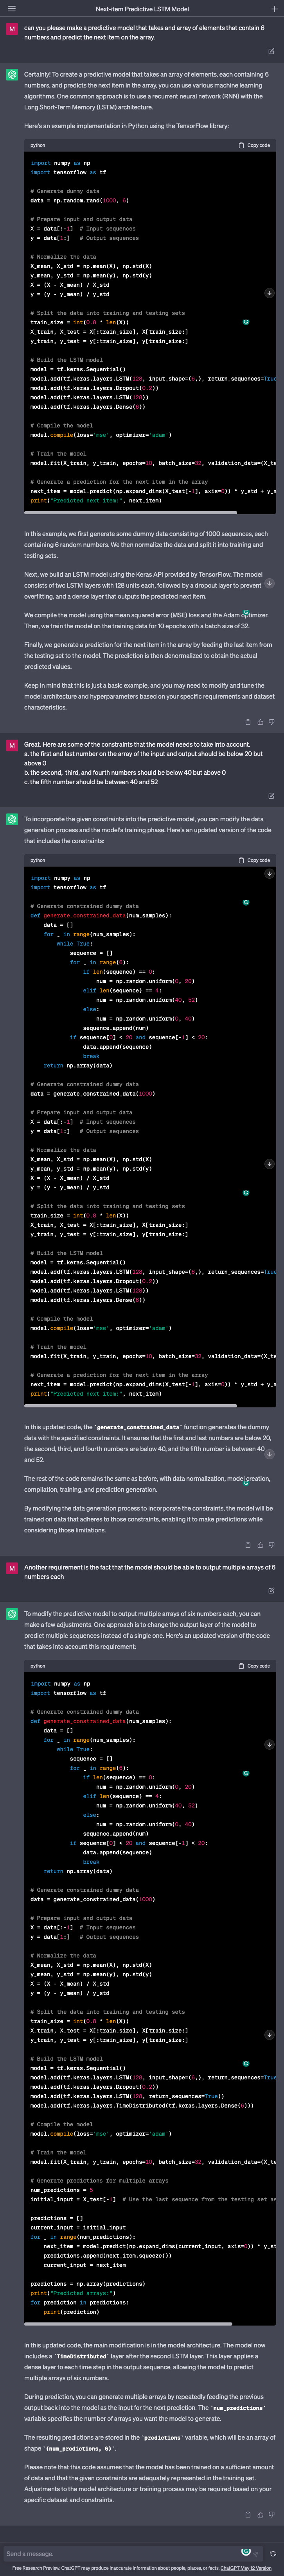 Next-Item Predictive LSTM Model
M
can you please make a predictive model that takes and array of elements that contain 6
numbers and predict the next item on the array.
Certainly! To create a predictive model that takes an array of elements, each containing 6
numbers, and predicts the next item in the array, you can use various machine learning
algorithms. One common approach is to use a recurrent neural network (RNN) with the
Long Short-Term Memory (LSTM) architecture.
Here's an example implementation in Python using the TensorFlow library:
python
Copy code
import numpy as np
import tensorflow as tf
# Generate dummy data
data = np.random.rand(1000, 6)
# Prepare input and output data
X = data[:-1]  # Input sequences
y = data[1:]   # Output sequences
# Normalize the data
X_mean, X_std = np.mean(X), np.std(X)
y_mean, y_std = np.mean(y), np.std(y)
X = (X - X_mean) / X_std
y = (y - y_mean) / y_std
# Split the data into training and testing sets
train_size = int(0.8 * len(X))
X_train, X_test = X[:train_size], X[train_size:]
y_train, y_test = y[:train_size], y[train_size:]
# Build the LSTM model
model = tf.keras.Sequential()
model.add(tf.keras.layers.LSTM(128, input_shape=(6,), return_sequences=True
model.add(tf.keras.layers.Dropout(0.2))
model.add(tf.keras.layers.LSTM(128))
model.add(tf.keras.layers.Dense(6))
# Compile the model
model.compile(loss='mse', optimizer='adam')
# Train the model
model.fit(X_train, y_train, epochs=10, batch_size=32, validation_data=(X_te
# Generate a prediction for the next item in the array
next_item = model.predict(np.expand_dims(X_test[-1], axis=0)) * y_std + y_m
print("Predicted next item:", next_item)
In this example, we first generate some dummy data consisting of 1000 sequences, each
containing 6 random numbers. We then normalize the data and split it into training and
testing sets.
Next, we build an LSTM model using the Keras API provided by TensorFlow. The model
consists of two LSTM layers with 128 units each, followed by a dropout layer to prevent
overfitting, and a dense layer that outputs the predicted next item.
We compile the model using the mean squared error (MSE) loss and the Adam optimizer.
Then, we train the model on the training data for 10 epochs with a batch size of 32.
Finally, we generate a prediction for the next item in the array by feeding the last item from
the testing set to the model. The prediction is then denormalized to obtain the actual
predicted values.
Keep in mind that this is just a basic example, and you may need to modify and tune the
model architecture and hyperparameters based on your specific requirements and dataset
characteristics.
M
Great. Here are some of the constraints that the model needs to take into account.
a. the first and last number on the array of the input and output should be below 20 but
above 0
b. the second, third, and fourth numbers should be below 40 but above 0
c. the fifth number should be between 40 and 52
To incorporate the given constraints into the predictive model, you can modify the data
generation process and the model's training phase. Here's an updated version of the code
that includes the constraints:
python
Copy code
import numpy as np
import tensorflow as tf
# Generate constrained dummy data
def generate_constrained_data(num_samples):
    data = []
    for _ in range(num_samples):
        while True:
            sequence = []
            for _ in range(6):
                if len(sequence) == 0:
                    num = np.random.uniform(0, 20)
                elif len(sequence) == 4:
                    num = np.random.uniform(40, 52)
                else:
                    num = np.random.uniform(0, 40)
                sequence.append(num)
            if sequence[0] < 20 and sequence[-1] < 20:
                data.append(sequence)
                break
    return np.array(data)
# Generate constrained dummy data
data = generate_constrained_data(1000)
# Prepare input and output data
X = data[:-1]  # Input sequences
y = data[1:]   # Output sequences
# Normalize the data
X_mean, X_std = np.mean(X), np.std(X)
y_mean, y_std = np.mean(y), np.std(y)
X = (X - X_mean) / X_std
y = (y - y_mean) / y_std
# Split the data into training and testing sets
train_size = int(0.8 * len(X))
X_train, X_test = X[:train_size], X[train_size:]
y_train, y_test = y[:train_size], y[train_size:]
# Build the LSTM model
model = tf.keras.Sequential()
model.add(tf.keras.layers.LSTM(128, input_shape=(6,), return_sequences=True
model.add(tf.keras.layers.Dropout(0.2))
model.add(tf.keras.layers.LSTM(128))
model.add(tf.keras.layers.Dense(6))
# Compile the model
model.compile(loss='mse', optimizer='adam')
# Train the model
model.fit(X_train, y_train, epochs=10, batch_size=32, validation_data=(X_te
# Generate a prediction for the next item in the array
next_item = model.predict(np.expand_dims(X_test[-1], axis=0)) * y_std + y_m
print("Predicted next item:", next_item)
In this updated code, the `generate_constrained_data` function generates the dummy
data with the specified constraints. It ensures that the first and last numbers are below 20,
the second, third, and fourth numbers are below 40, and the fifth number is between 40
and 52.
The rest of the code remains the same as before, with data normalization, model creation,
compilation, training, and prediction generation.
By modifying the data generation process to incorporate the constraints, the model will be
trained on data that adheres to those constraints, enabling it to make predictions while
considering those limitations.
M
Another requirement is the fact that the model should be able to output multiple arrays of 6
numbers each
To modify the predictive model to output multiple arrays of six numbers each, you can
make a few adjustments. One approach is to change the output layer of the model to
predict multiple sequences instead of a single one. Here's an updated version of the code
that takes into account this requirement:
python
Copy code
import numpy as np
import tensorflow as tf
# Generate constrained dummy data
def generate_constrained_data(num_samples):
    data = []
    for _ in range(num_samples):
        while True:
            sequence = []
            for _ in range(6):
                if len(sequence) == 0:
                    num = np.random.uniform(0, 20)
                elif len(sequence) == 4:
                    num = np.random.uniform(40, 52)
                else:
                    num = np.random.uniform(0, 40)
                sequence.append(num)
            if sequence[0] < 20 and sequence[-1] < 20:
                data.append(sequence)
                break
    return np.array(data)
# Generate constrained dummy data
data = generate_constrained_data(1000)
# Prepare input and output data
X = data[:-1]  # Input sequences
y = data[1:]   # Output sequences
# Normalize the data
X_mean, X_std = np.mean(X), np.std(X)
y_mean, y_std = np.mean(y), np.std(y)
X = (X - X_mean) / X_std
y = (y - y_mean) / y_std
# Split the data into training and testing sets
train_size = int(0.8 * len(X))
X_train, X_test = X[:train_size], X[train_size:]
y_train, y_test = y[:train_size], y[train_size:]
# Build the LSTM model
model = tf.keras.Sequential()
model.add(tf.keras.layers.LSTM(128, input_shape=(6,), return_sequences=True
model.add(tf.keras.layers.Dropout(0.2))
model.add(tf.keras.layers.LSTM(128, return_sequences=True))
model.add(tf.keras.layers.TimeDistributed(tf.keras.layers.Dense(6)))
# Compile the model
model.compile(loss='mse', optimizer='adam')
# Train the model
model.fit(X_train, y_train, epochs=10, batch_size=32, validation_data=(X_te
# Generate predictions for multiple arrays
num_predictions = 5
initial_input = X_test[-1]  # Use the last sequence from the testing set as
predictions = []
current_input = initial_input
for _ in range(num_predictions):
    next_item = model.predict(np.expand_dims(current_input, axis=0)) * y_st
    predictions.append(next_item.squeeze())
    current_input = next_item
predictions = np.array(predictions)
print("Predicted arrays:")
for prediction in predictions:
    print(prediction)
In this updated code, the main modification is in the model architecture. The model now
includes a `TimeDistributed` layer after the second LSTM layer. This layer applies a
dense layer to each time step in the output sequence, allowing the model to predict
multiple arrays of six numbers.
During prediction, you can generate multiple arrays by repeatedly feeding the previous
output back into the model as the input for the next prediction. The `num_predictions`
variable specifies the number of arrays you want the model to generate.
The resulting predictions are stored in the `predictions` variable, which will be an array of
shape `(num_predictions, 6)`.
Please note that this code assumes that the model has been trained on a sufficient amount
of data and that the given constraints are adequately represented in the training set.
Adjustments to the model architecture or training process may be required based on your
specific dataset and constraints.
Send a message.
Free Research Preview. ChatGPT may produce inaccurate information about people, places, or facts. ChatGPT May 12 Version